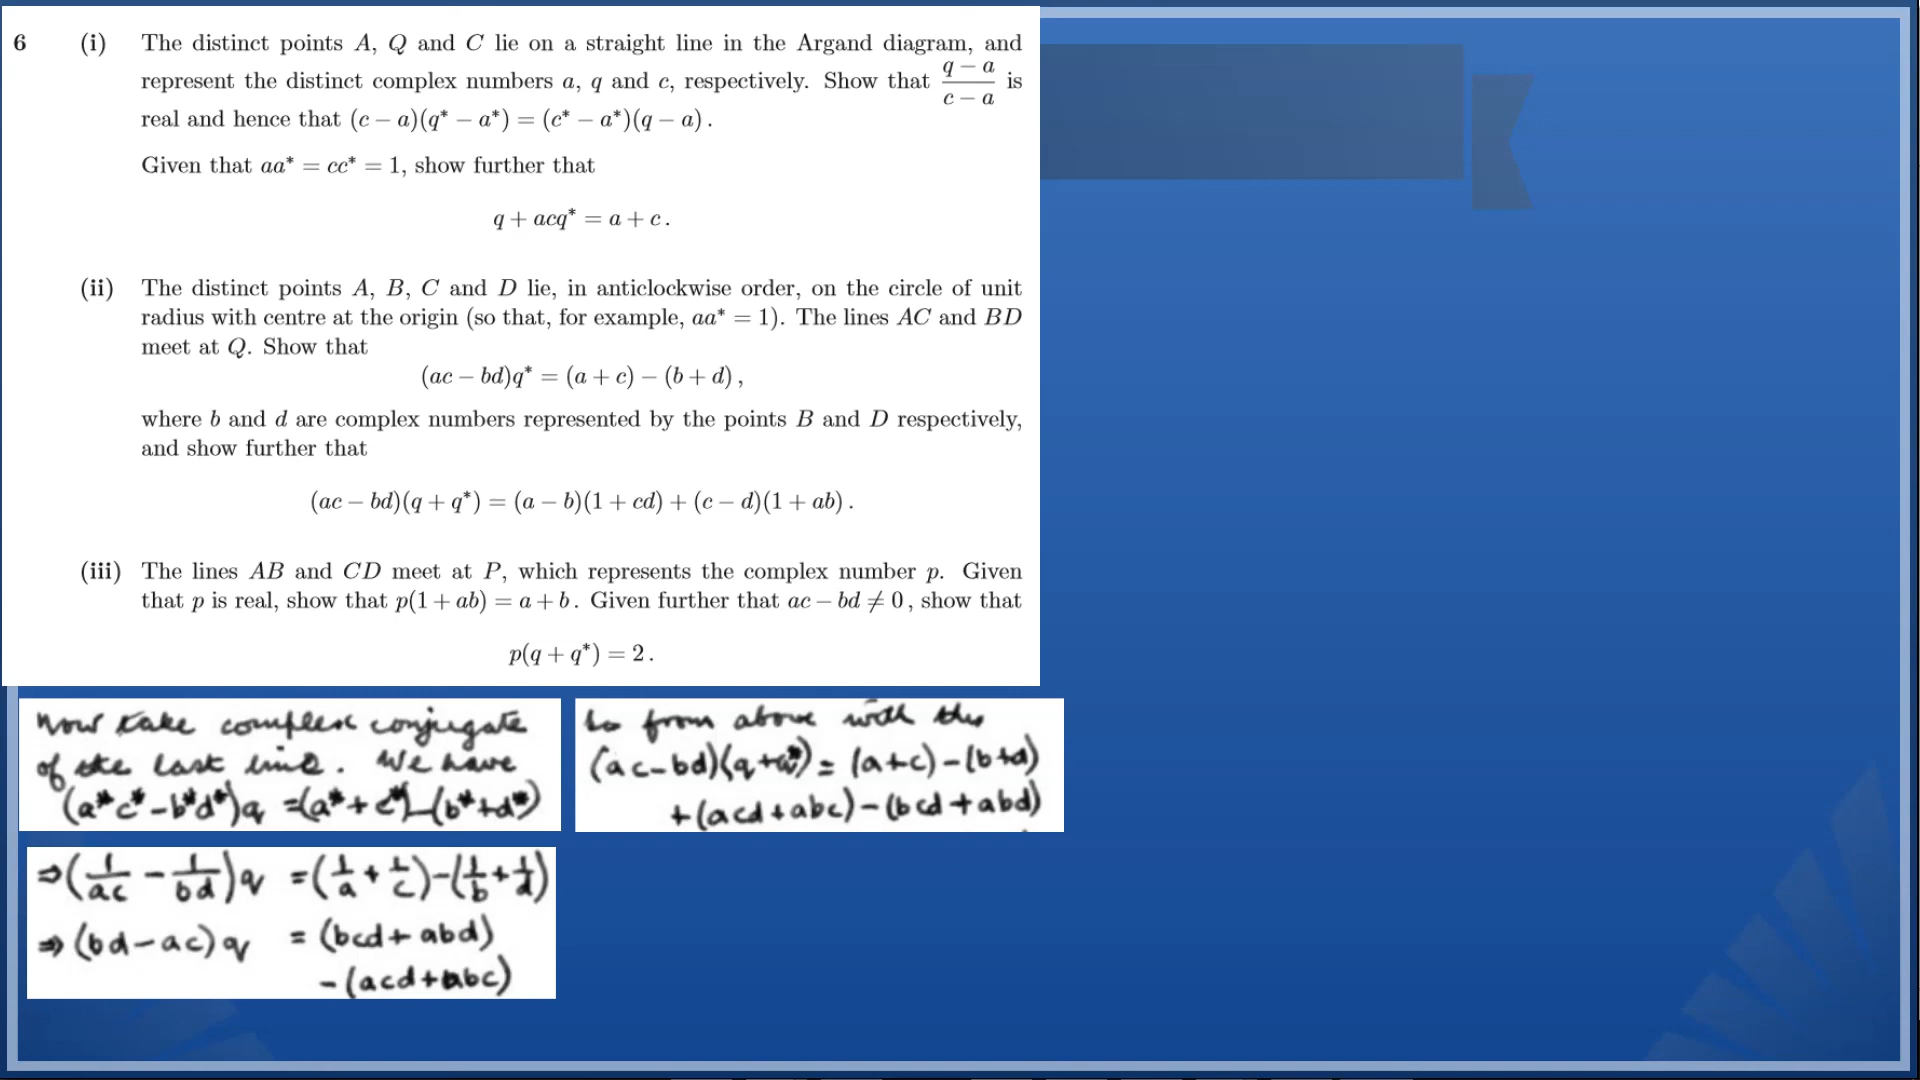 6 (i) The distinct points A, Q and C lie on a straight line in the Argand diagram, and
represent the distinct complex numbers a, q and c, respectively. Show that (q − a)/(c − a) is
real and hence that (c − a)(q* − a*) = (c* − a*)(q − a).
Given that aa* = cc* = 1, show further that
q + acq* = a + c.
(ii) The distinct points A, B, C and D lie, in anticlockwise order, on the circle of unit
radius with centre at the origin (so that, for example, aa* = 1). The lines AC and BD
meet at Q. Show that
(ac − bd)q* = (a + c) − (b + d),
where b and d are complex numbers represented by the points B and D respectively,
and show further that
(ac − bd)(q + q*) = (a − b)(1 + cd) + (c − d)(1 + ab).
(iii) The lines AB and CD meet at P, which represents the complex number p. Given
that p is real, show that p(1 + ab) = a + b. Given further that ac − bd ≠ 0, show that
p(q + q*) = 2.
Now take complex conjugate
of the last line. We have
(a*c* − b*d*)q = (a* + c*) − (b* + d*)
⇒ (1/ac − 1/bd)q = (1/a + 1/c) − (1/b + 1/d)
⇒ (bd − ac)q = (bcd + abd)
− (acd + abc)
so from above with this
(ac − bd)(q + q*) = (a + c) − (b + d)
+ (acd + abc) − (bcd + abd)